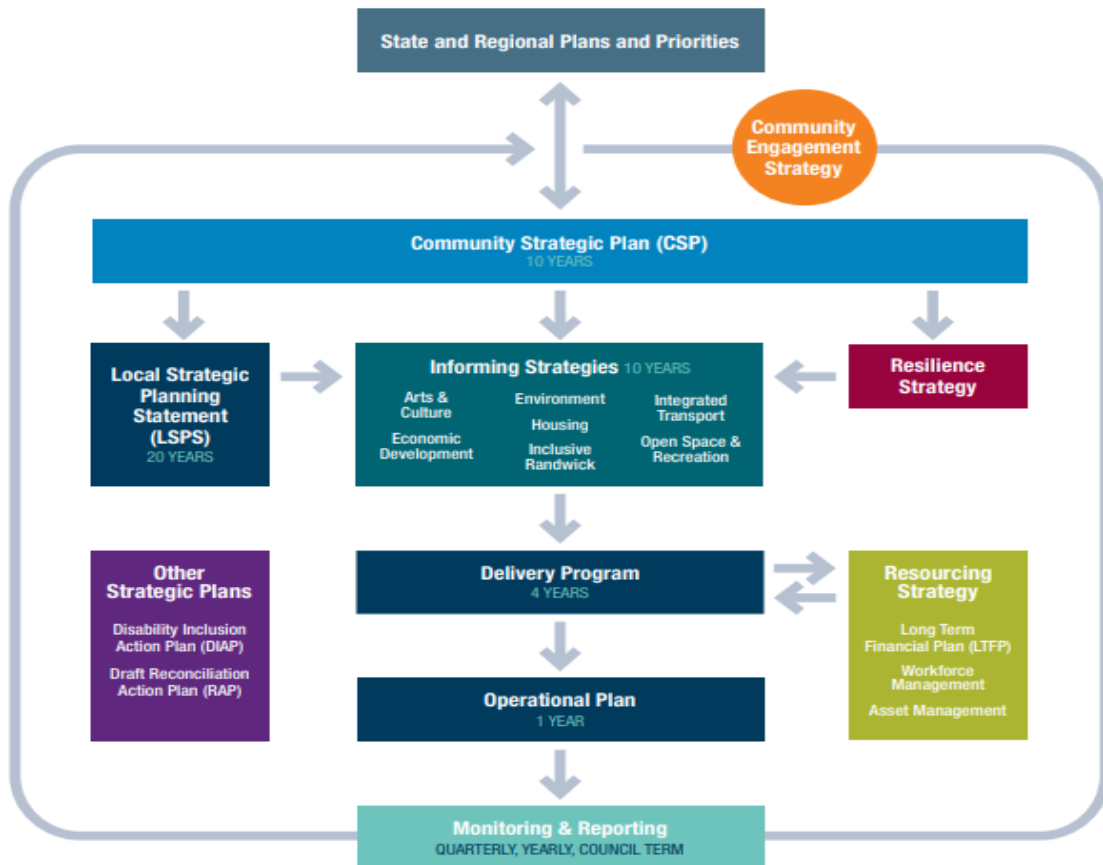 State and Regional Plans and Priorities
Community
Engagement
Strategy
Community Strategic Plan (CSP)
10 YEARS
Local Strategic
Planning
Statement
(LSPS)
20 YEARS
Informing Strategies 10 YEARS
Arts &
Culture
Economic
Development
Environment
Housing
Inclusive
Randwick
Integrated
Transport
Open Space &
Recreation
Resilience
Strategy
Other
Strategic Plans
Disability Inclusion
Action Plan (DIAP)
Draft Reconciliation
Action Plan (RAP)
Delivery Program
4 YEARS
Resourcing
Strategy
Long Term
Financial Plan (LTFP)
Workforce
Management
Asset Management
Operational Plan
1 YEAR
Monitoring & Reporting
QUARTERLY, YEARLY, COUNCIL TERM